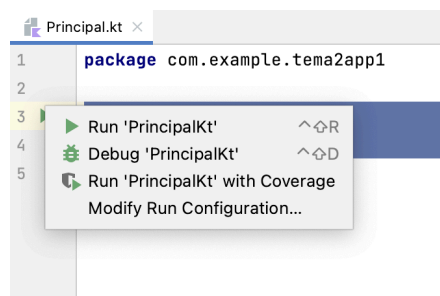 Principal.kt
1 package com.example.tema2app1
2
3
4
5
Run 'PrincipalKt' ^⇧R
Debug 'PrincipalKt' ^⇧D
Run 'PrincipalKt' with Coverage
Modify Run Configuration...